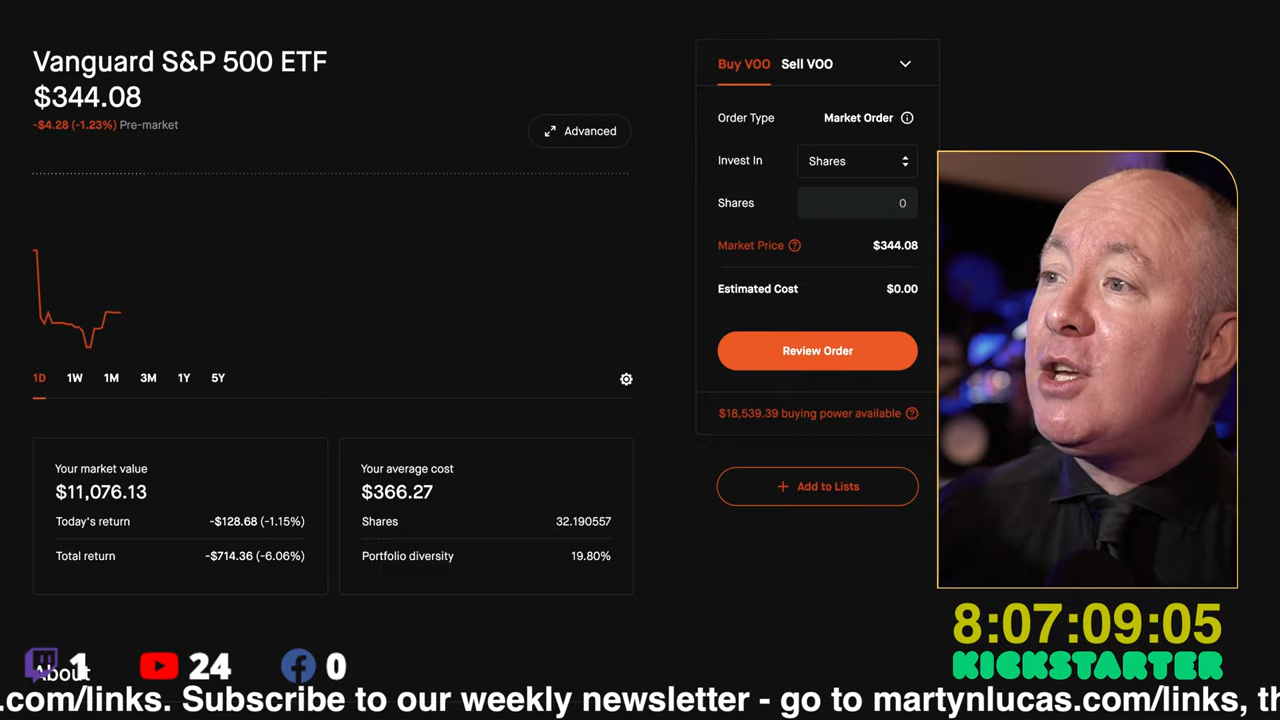 Vanguard S&P 500 ETF
$344.08
-$4.28 (-1.23%) Pre-market
Advanced
1D 1W 1M 3M 1Y 5Y
Your market value
$11,076.13
Today's return -$128.68 (-1.15%)
Total return -$714.36 (-6.06%)
Your average cost
$366.27
Shares 32.190557
Portfolio diversity 19.80%
Buy VOO Sell VOO
Order Type Market Order
Invest In Shares
Shares 0
Market Price $344.08
Estimated Cost $0.00
Review Order
$18,539.39 buying power available
+ Add to Lists
8:07:09:05
KICKSTARTER
About
1 24 0
.com/links. Subscribe to our weekly newsletter - go to martynlucas.com/links, th